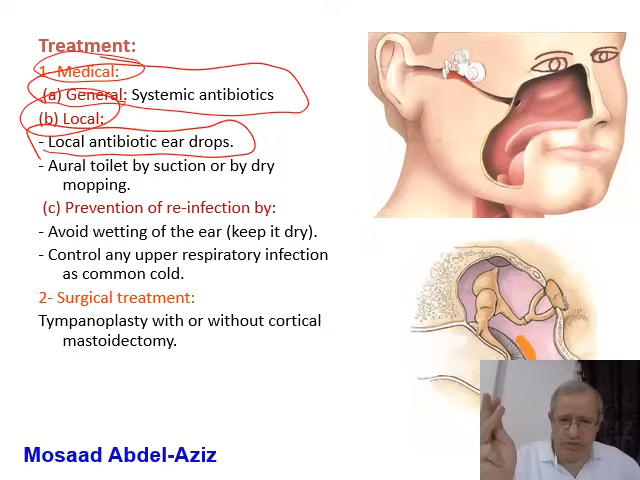 Treatment:
1- Medical:
(a) General: Systemic antibiotics
(b) Local:
- Local antibiotic ear drops.
- Aural toilet by suction or by dry
mopping.
(c) Prevention of re-infection by:
- Avoid wetting of the ear (keep it dry).
- Control any upper respiratory infection
as common cold.
2- Surgical treatment:
Tympanoplasty with or without cortical
mastoidectomy.
Mosaad Abdel-Aziz